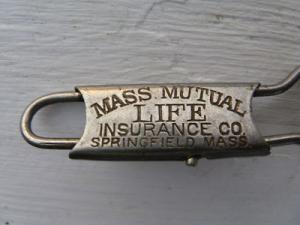 MASS MUTUAL
LIFE
INSURANCE CO.
SPRINGFIELD MASS.